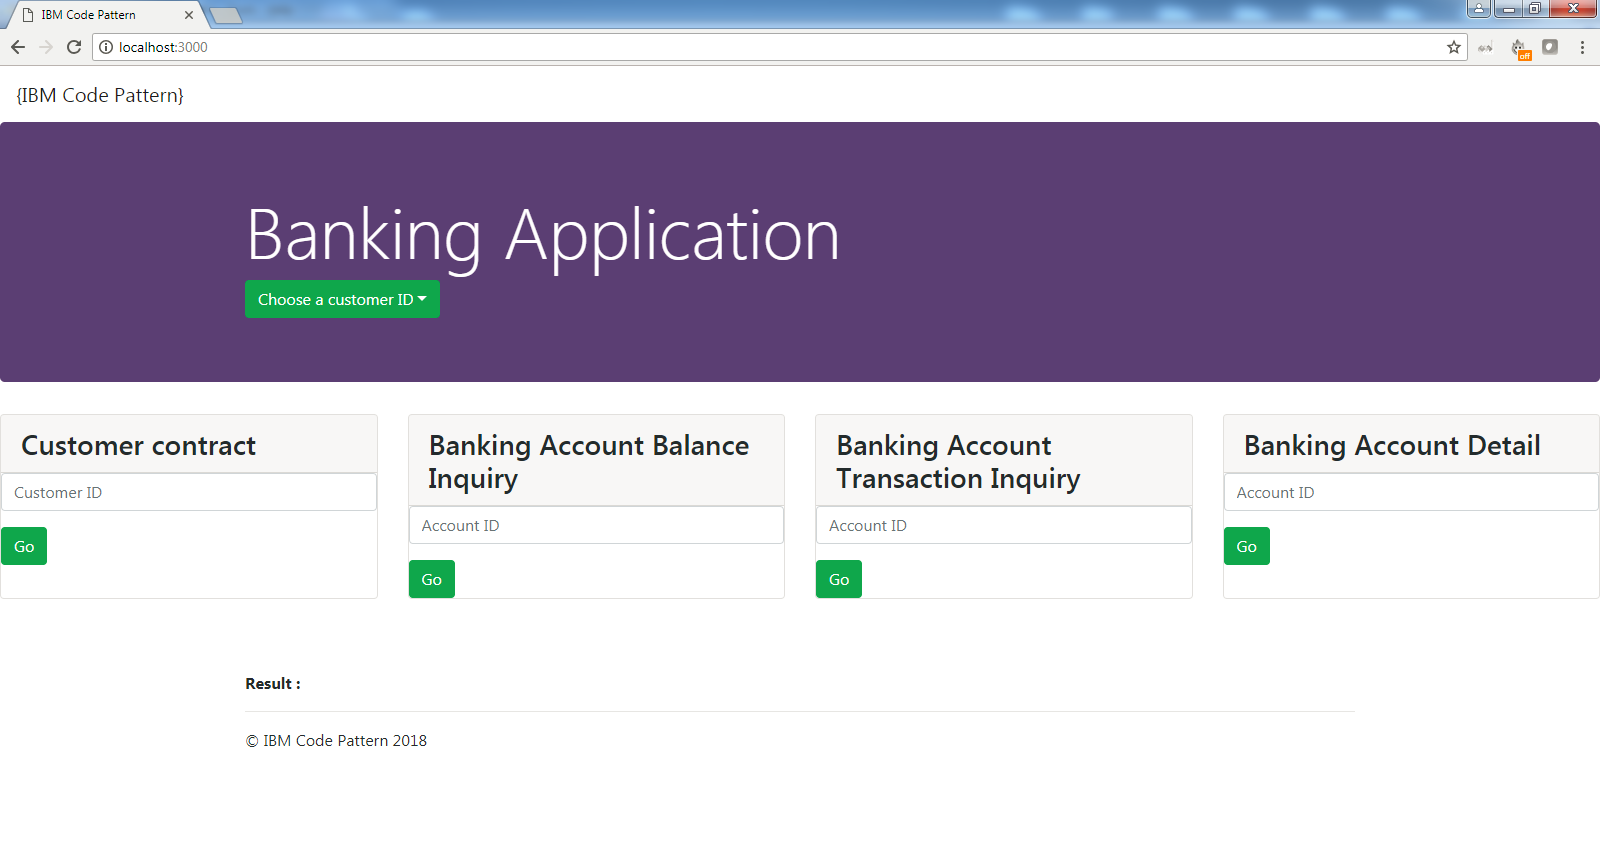 IBM Code Pattern
localhost:3000
off
{IBM Code Pattern}
Banking Application
Choose a customer ID
Customer contract
Customer ID
Go
Banking Account Balance
Inquiry
Account ID
Go
Banking Account
Transaction Inquiry
Account ID
Go
Banking Account Detail
Account ID
Go
Result :
© IBM Code Pattern 2018